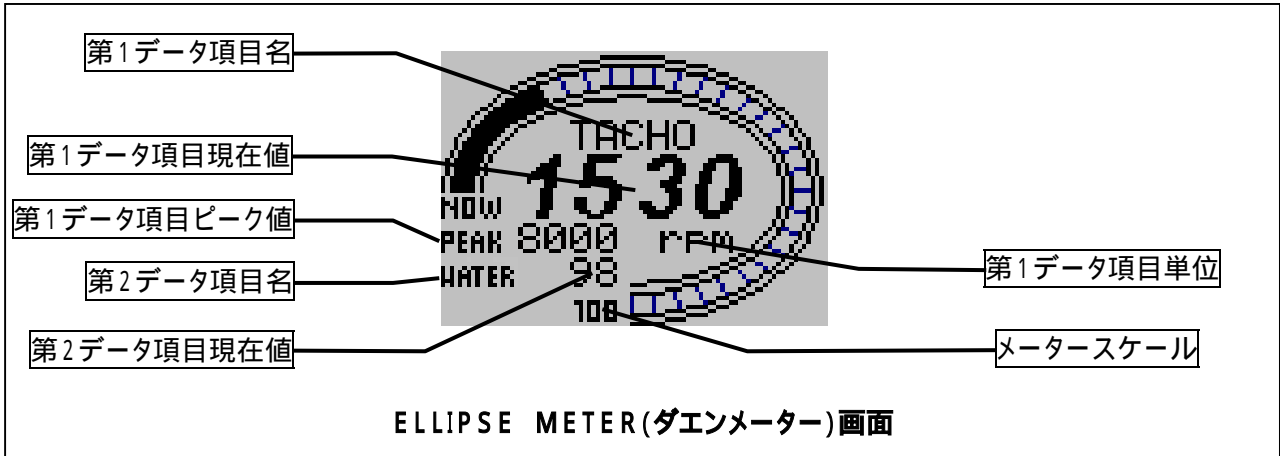 第1データ項目名
第1データ項目現在値
第1データ項目ピーク値
第2データ項目名
第2データ項目現在値
TACHO
1530
NOW
PEAK 8000 rpm
WATER 98
100
第1データ項目単位
メータースケール
ELLIPSE METER(ダエンメーター)画面